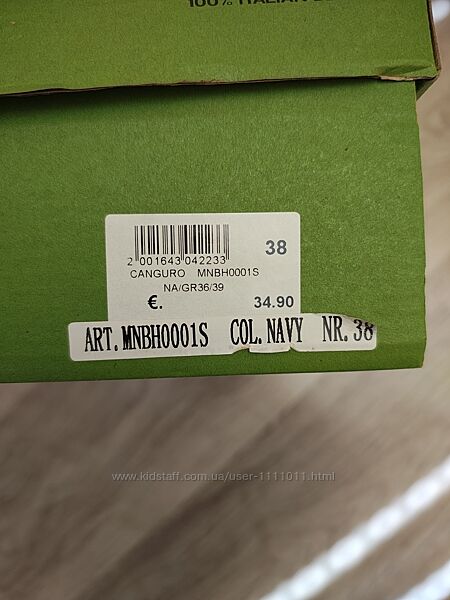 100% ITALIAN
38
2 001643 042233
CANGURO MNBH0001S
NA/GR36/39
€. 34.90
ART.MNBH0001S COL.NAVY NR.38
www.kidstaff.com.ua/user-1111011.html